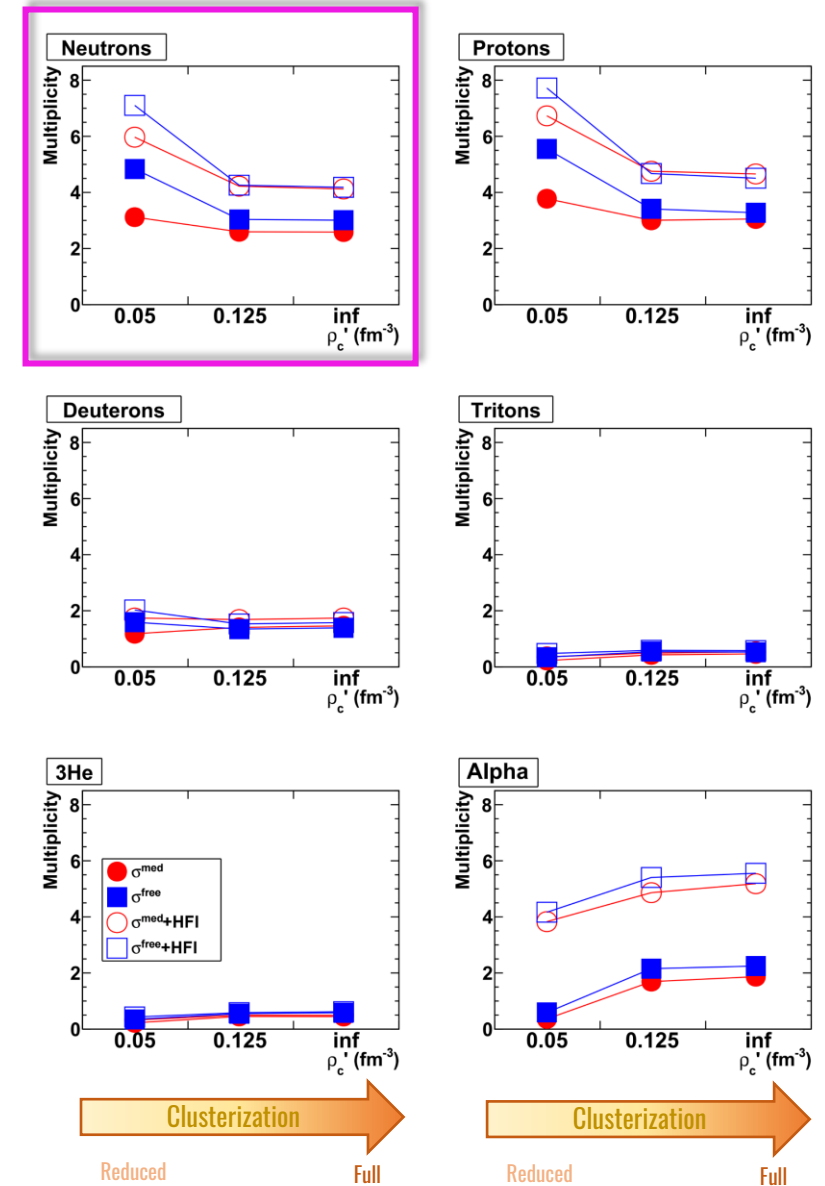 Neutrons
Multiplicity
8
6
4
2
0
0.05 0.125 inf
ρc' (fm-3)
Protons
Multiplicity
8
6
4
2
0
0.05 0.125 inf
ρc' (fm-3)
Deuterons
Multiplicity
8
6
4
2
0
0.05 0.125 inf
ρc' (fm-3)
Tritons
Multiplicity
8
6
4
2
0
0.05 0.125 inf
ρc' (fm-3)
3He
Multiplicity
8
6
4
2
0
σmed
σfree
σmed+HFI
σfree+HFI
0.05 0.125 inf
ρc' (fm-3)
Alpha
Multiplicity
8
6
4
2
0
0.05 0.125 inf
ρc' (fm-3)
Clusterization
Reduced Full
Clusterization
Reduced Full